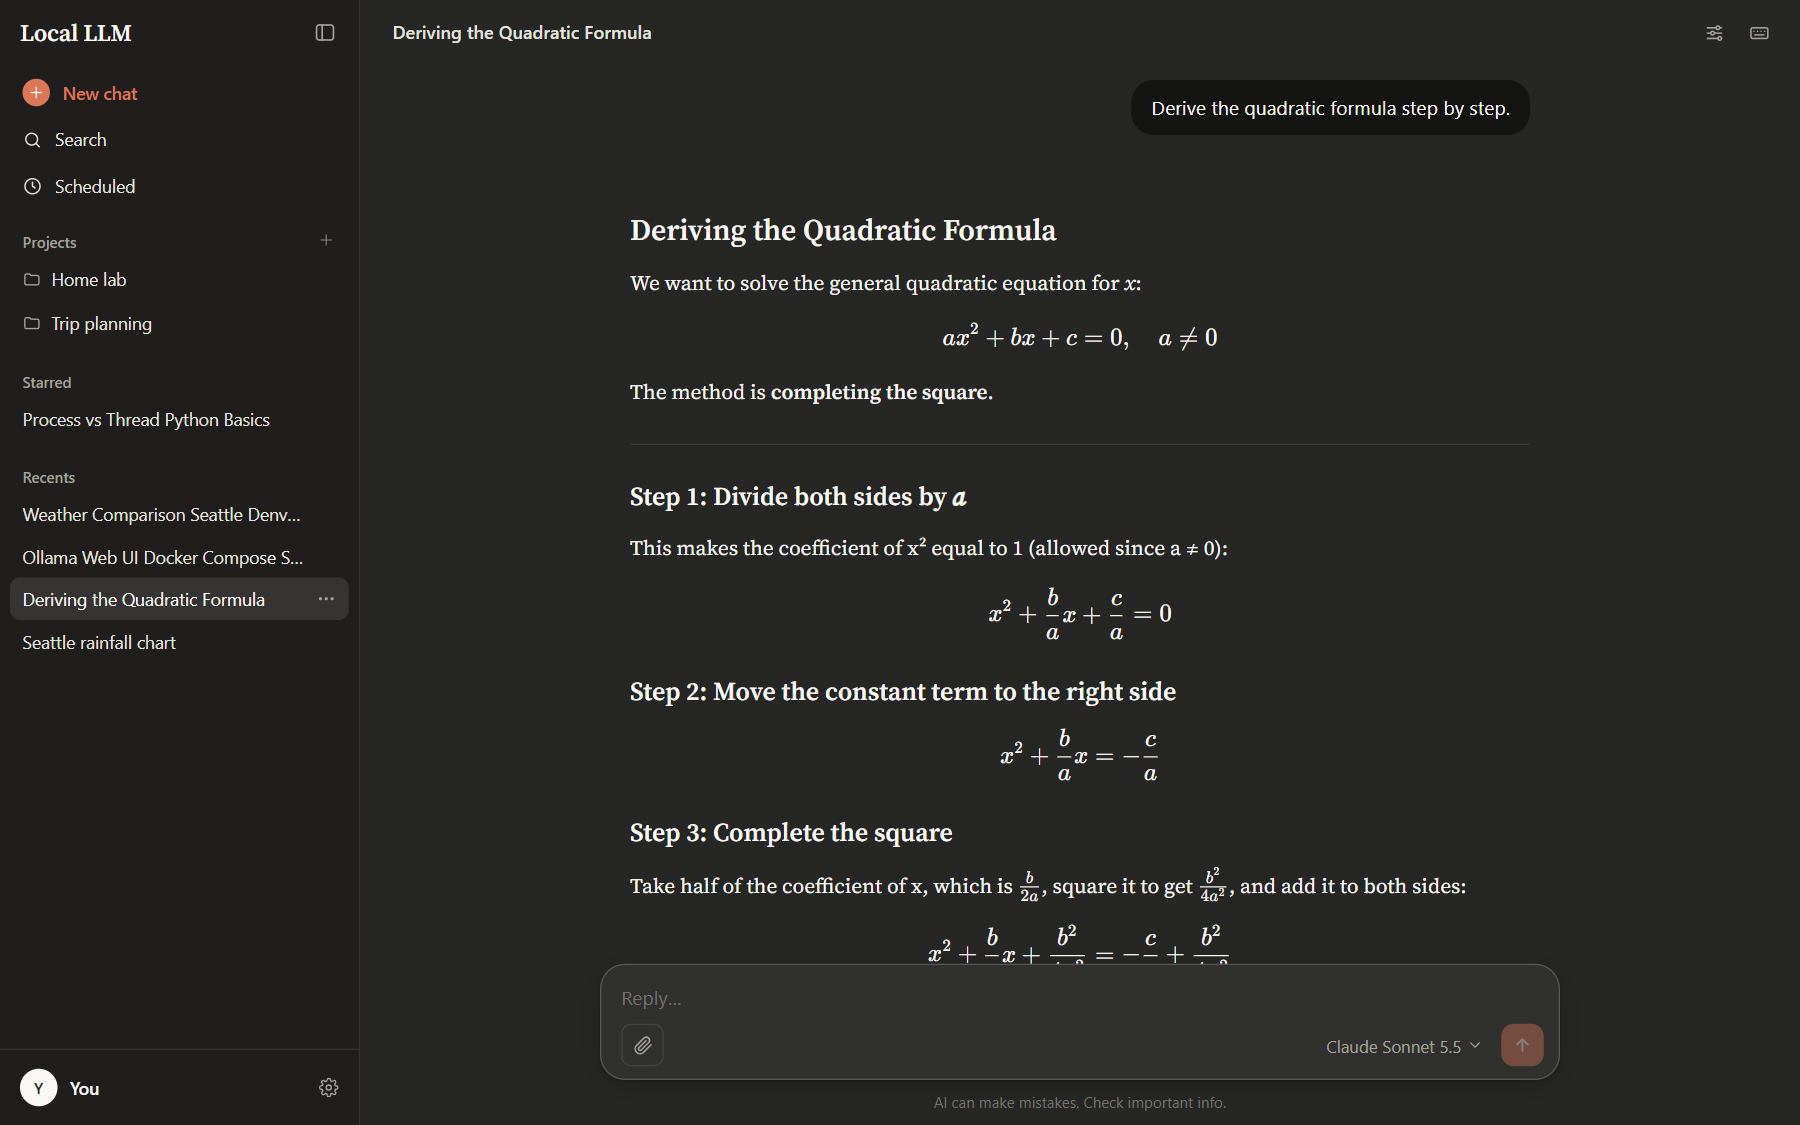 Local LLM
New chat
Search
Scheduled
Projects
Home lab
Trip planning
Starred
Process vs Thread Python Basics
Recents
Weather Comparison Seattle Denv...
Ollama Web UI Docker Compose S...
Deriving the Quadratic Formula
Seattle rainfall chart
Y You
Deriving the Quadratic Formula
Derive the quadratic formula step by step.
Deriving the Quadratic Formula
We want to solve the general quadratic equation for x:
ax² + bx + c = 0, a ≠ 0
The method is completing the square.
Step 1: Divide both sides by a
This makes the coefficient of x² equal to 1 (allowed since a ≠ 0):
x² + b/a x + c/a = 0
Step 2: Move the constant term to the right side
x² + b/a x = −c/a
Step 3: Complete the square
Take half of the coefficient of x, which is b/2a, square it to get b²/4a², and add it to both sides:
x² + b x + b² = − c + b²
Reply...
Claude Sonnet 5.5
AI can make mistakes. Check important info.